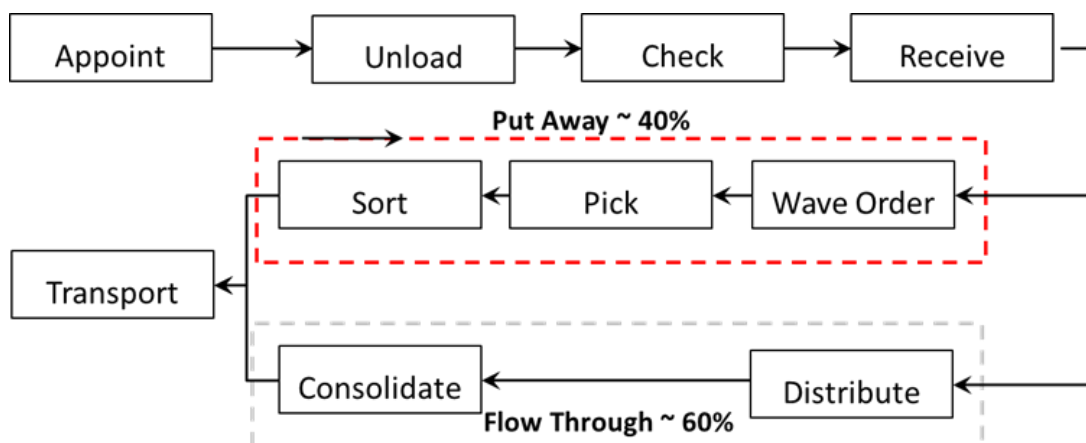 Appoint
Unload
Check
Receive
Put Away ~ 40%
Sort
Pick
Wave Order
Transport
Consolidate
Distribute
Flow Through ~ 60%